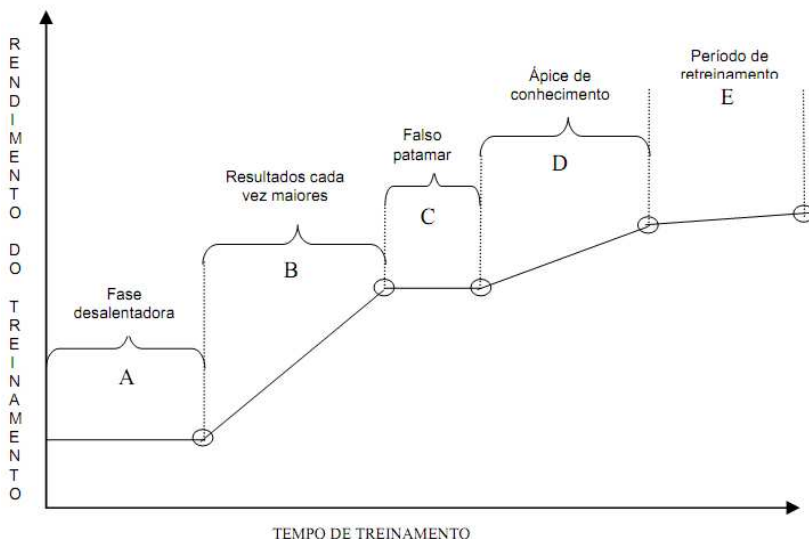 RENDIMENTO DO TREINAMENTO
Fase
desalentadora
A
Resultados cada
vez maiores
B
Falso
patamar
C
Ápice de
conhecimento
D
Período de
retreinamento
E
TEMPO DE TREINAMENTO